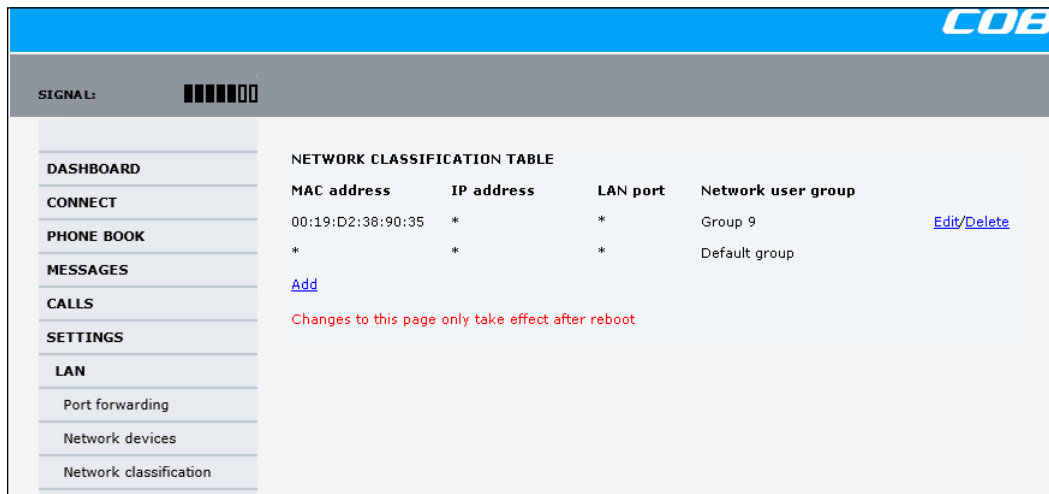 COB
SIGNAL:
DASHBOARD
CONNECT
PHONE BOOK
MESSAGES
CALLS
SETTINGS
LAN
Port forwarding
Network devices
Network classification
NETWORK CLASSIFICATION TABLE
MAC address IP address LAN port Network user group
00:19:D2:38:90:35 * * Group 9 Edit/Delete
* * * Default group
Add
Changes to this page only take effect after reboot